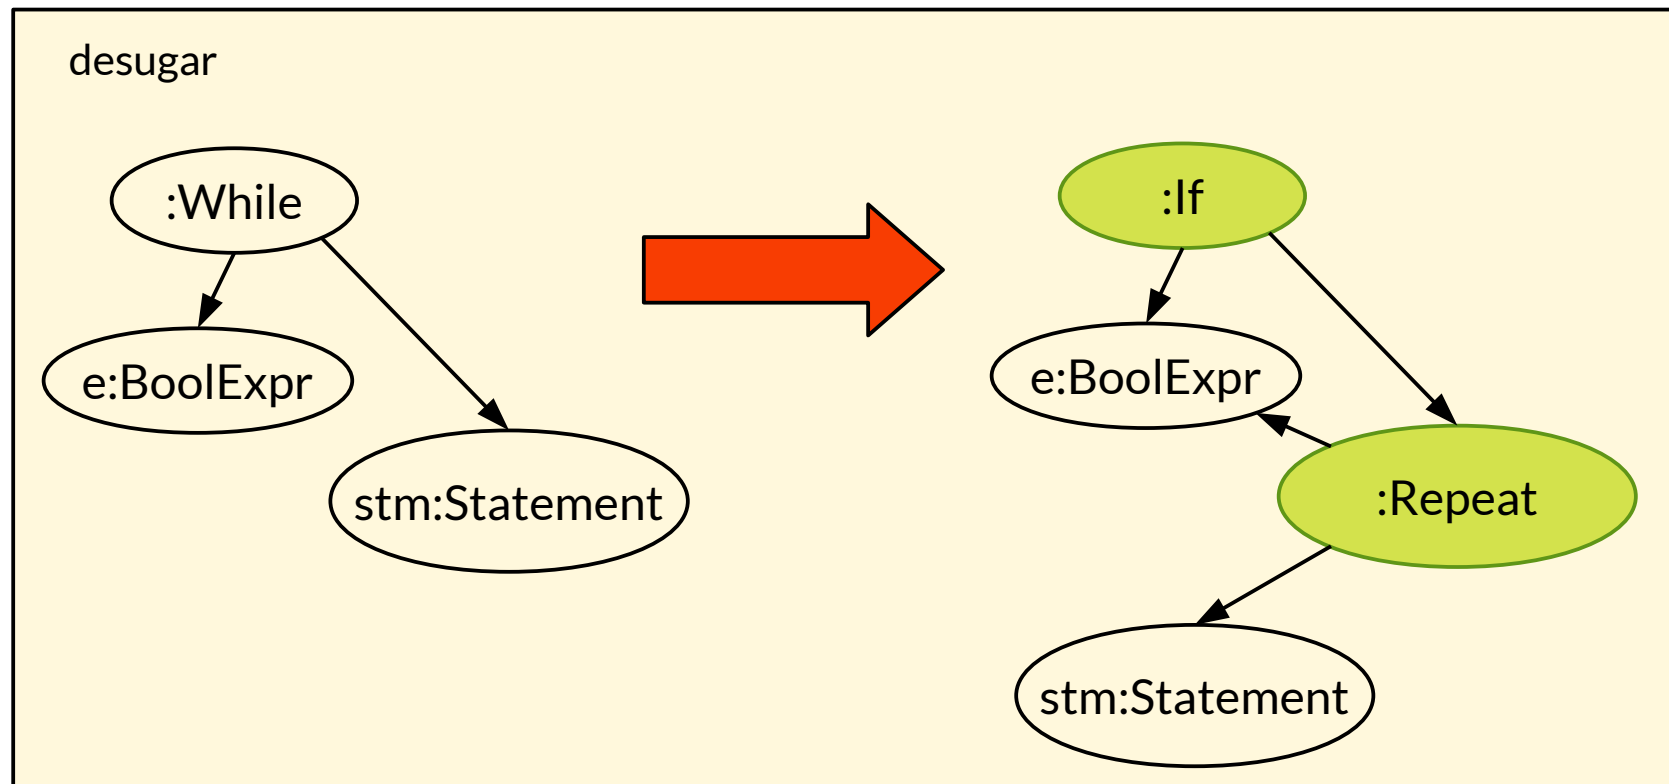 desugar
:While
e:BoolExpr
stm:Statement
:If
e:BoolExpr
:Repeat
stm:Statement